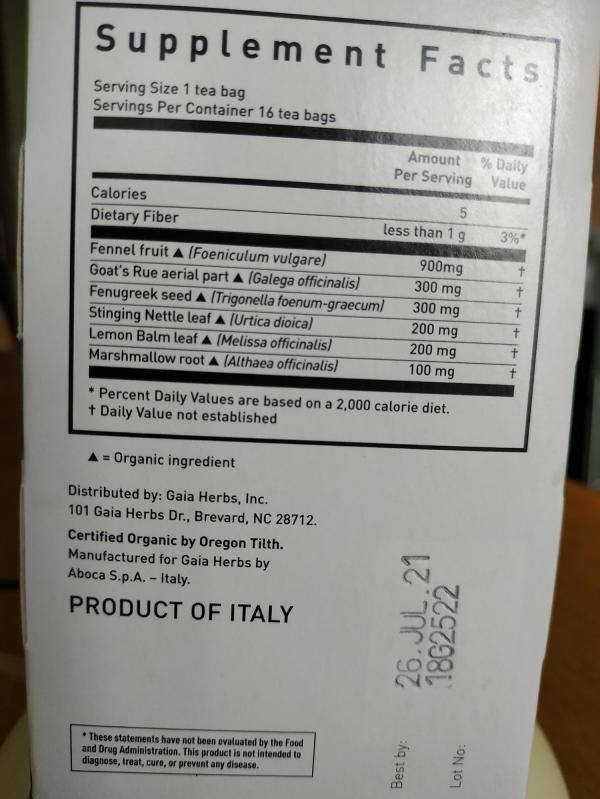 Supplement Facts
Serving Size 1 tea bag
Servings Per Container 16 tea bags
Amount Per Serving % Daily Value
Calories 5
Dietary Fiber less than 1 g 3%*
Fennel fruit ▲ (Foeniculum vulgare) 900mg †
Goat's Rue aerial part ▲ (Galega officinalis) 300 mg †
Fenugreek seed ▲ (Trigonella foenum-graecum) 300 mg †
Stinging Nettle leaf ▲ (Urtica dioica) 200 mg †
Lemon Balm leaf ▲ (Melissa officinalis) 200 mg †
Marshmallow root ▲ (Althaea officinalis) 100 mg †
* Percent Daily Values are based on a 2,000 calorie diet.
† Daily Value not established
▲ = Organic ingredient
Distributed by: Gaia Herbs, Inc.
101 Gaia Herbs Dr., Brevard, NC 28712.
Certified Organic by Oregon Tilth.
Manufactured for Gaia Herbs by
Aboca S.p.A. – Italy.
PRODUCT OF ITALY
* These statements have not been evaluated by the Food
and Drug Administration. This product is not intended to
diagnose, treat, cure, or prevent any disease.
Best by: 26.JUL.21
Lot No: 18G2522